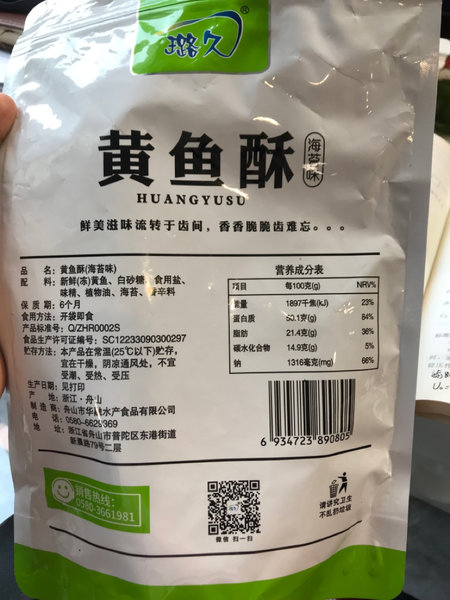 璐久
®
黄鱼酥
海苔味
HUANGYUSU
鲜美滋味流转于齿间，香香脆脆齿难忘。。。
品 名：黄鱼酥(海苔味)
配 料：新鲜(冻)黄鱼、白砂糖、食用盐、
味精、植物油、海苔、香辛料
保 质 期：6个月
食用方法：开袋即食
产品标准号：Q/ZHR0002S
食品生产许可证编号：SC12233090300297
贮存方法：本产品在常温(25℃以下)贮存，
宜在干燥，阴凉通风处，不宜
受潮、受热、受压
生产日期：见打印
产 地：浙江·舟山
制 造 商：舟山市华 水产食品有限公司
电 话：0580-662 369
地 址：浙江省舟山市普陀区东港街道
新景路79号二层
营养成分表
项目 每100克(g) NRV%
能量 1897千焦(kJ) 23%
蛋白质 50.1克(g) 84%
脂肪 21.4克(g) 36%
碳水化合物 14.9克(g) 5%
钠 1316毫克(mg) 66%
6 934723 890805
销售热线：
0580-3661981
微信 扫一扫
请讲究卫生
不乱扔垃圾